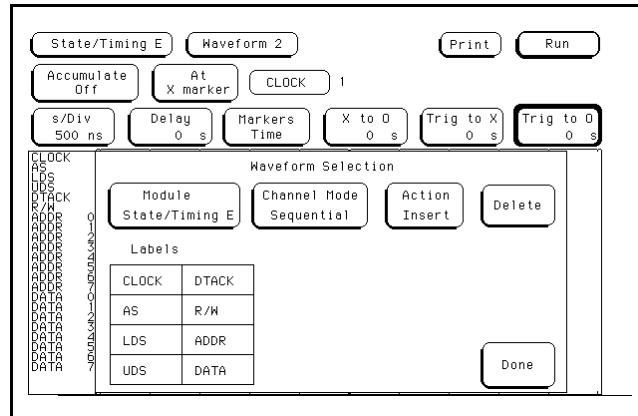 State/Timing E Waveform 2 Print Run
Accumulate Off At X marker CLOCK 1
s/Div 500 ns Delay 0 s Markers Time X to O 0 s Trig to X 0 s Trig to O 0 s
CLOCK
AS
LDS
UDS
DTACK
R/W
ADDR 0
ADDR 1
ADDR 2
ADDR 3
ADDR 4
ADDR 5
ADDR 6
ADDR 7
DATA 0
DATA 1
DATA 2
DATA 3
DATA 4
DATA 5
DATA 6
DATA 7
Waveform Selection
Module State/Timing E Channel Mode Sequential Action Insert Delete
Labels
CLOCK DTACK
AS R/W
LDS ADDR
UDS DATA
Done